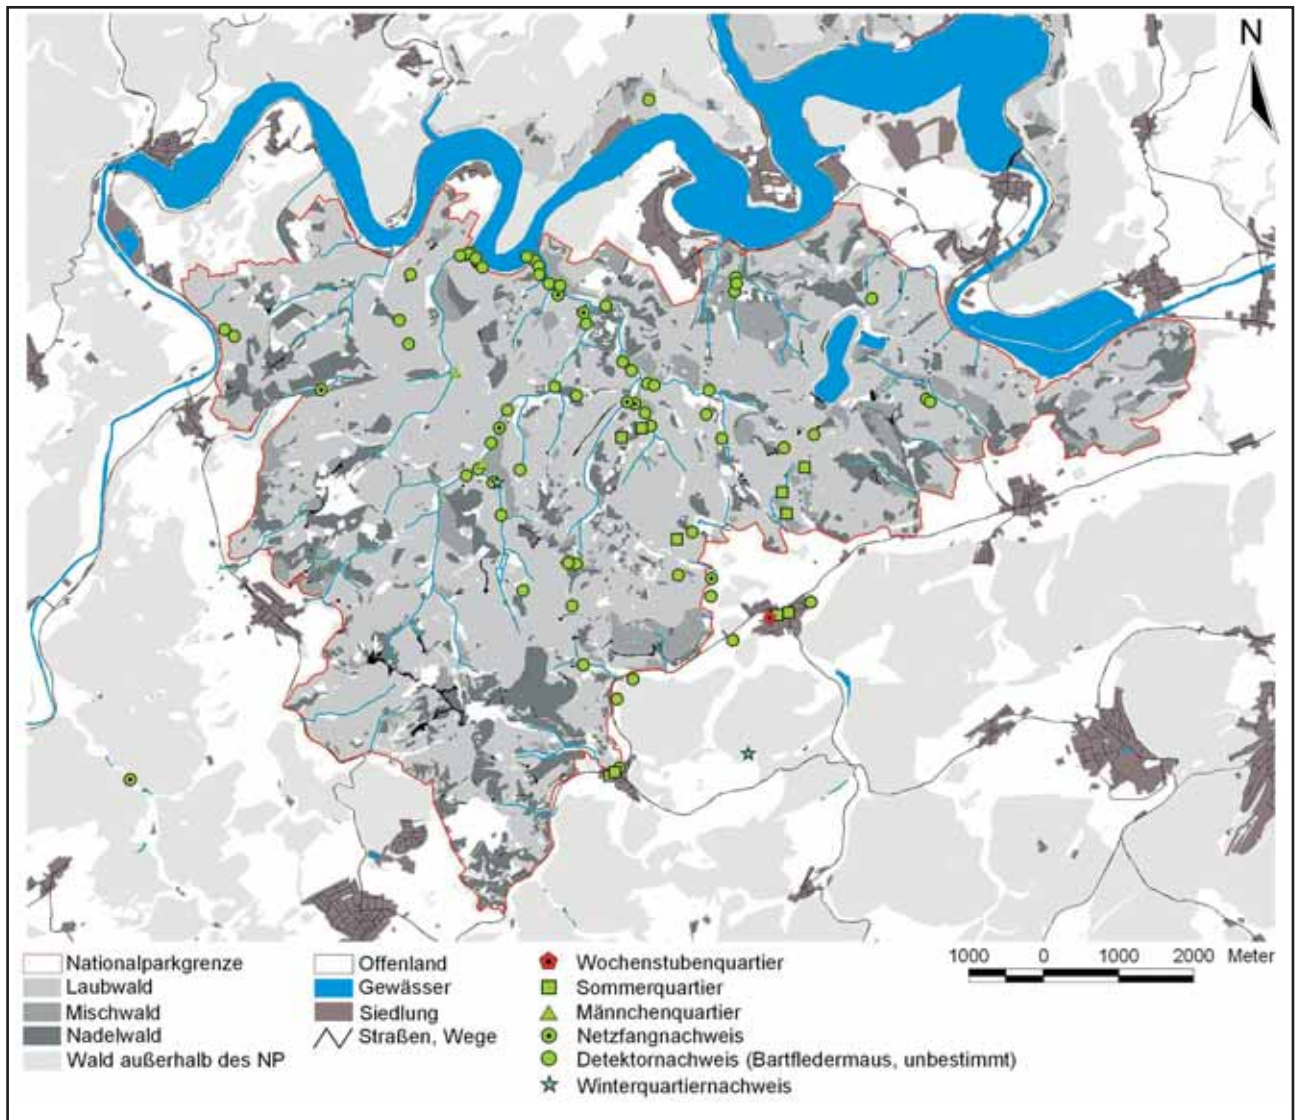 N
Nationalparkgrenze
Laubwald
Mischwald
Nadelwald
Wald außerhalb des NP
Offenland
Gewässer
Siedlung
Straßen, Wege
Wochenstubenquartier
Sommerquartier
Männchenquartier
Netzfangnachweis
Detektornachweis (Bartfledermaus, unbestimmt)
Winterquartiernachweis
1000 0 1000 2000 Meter